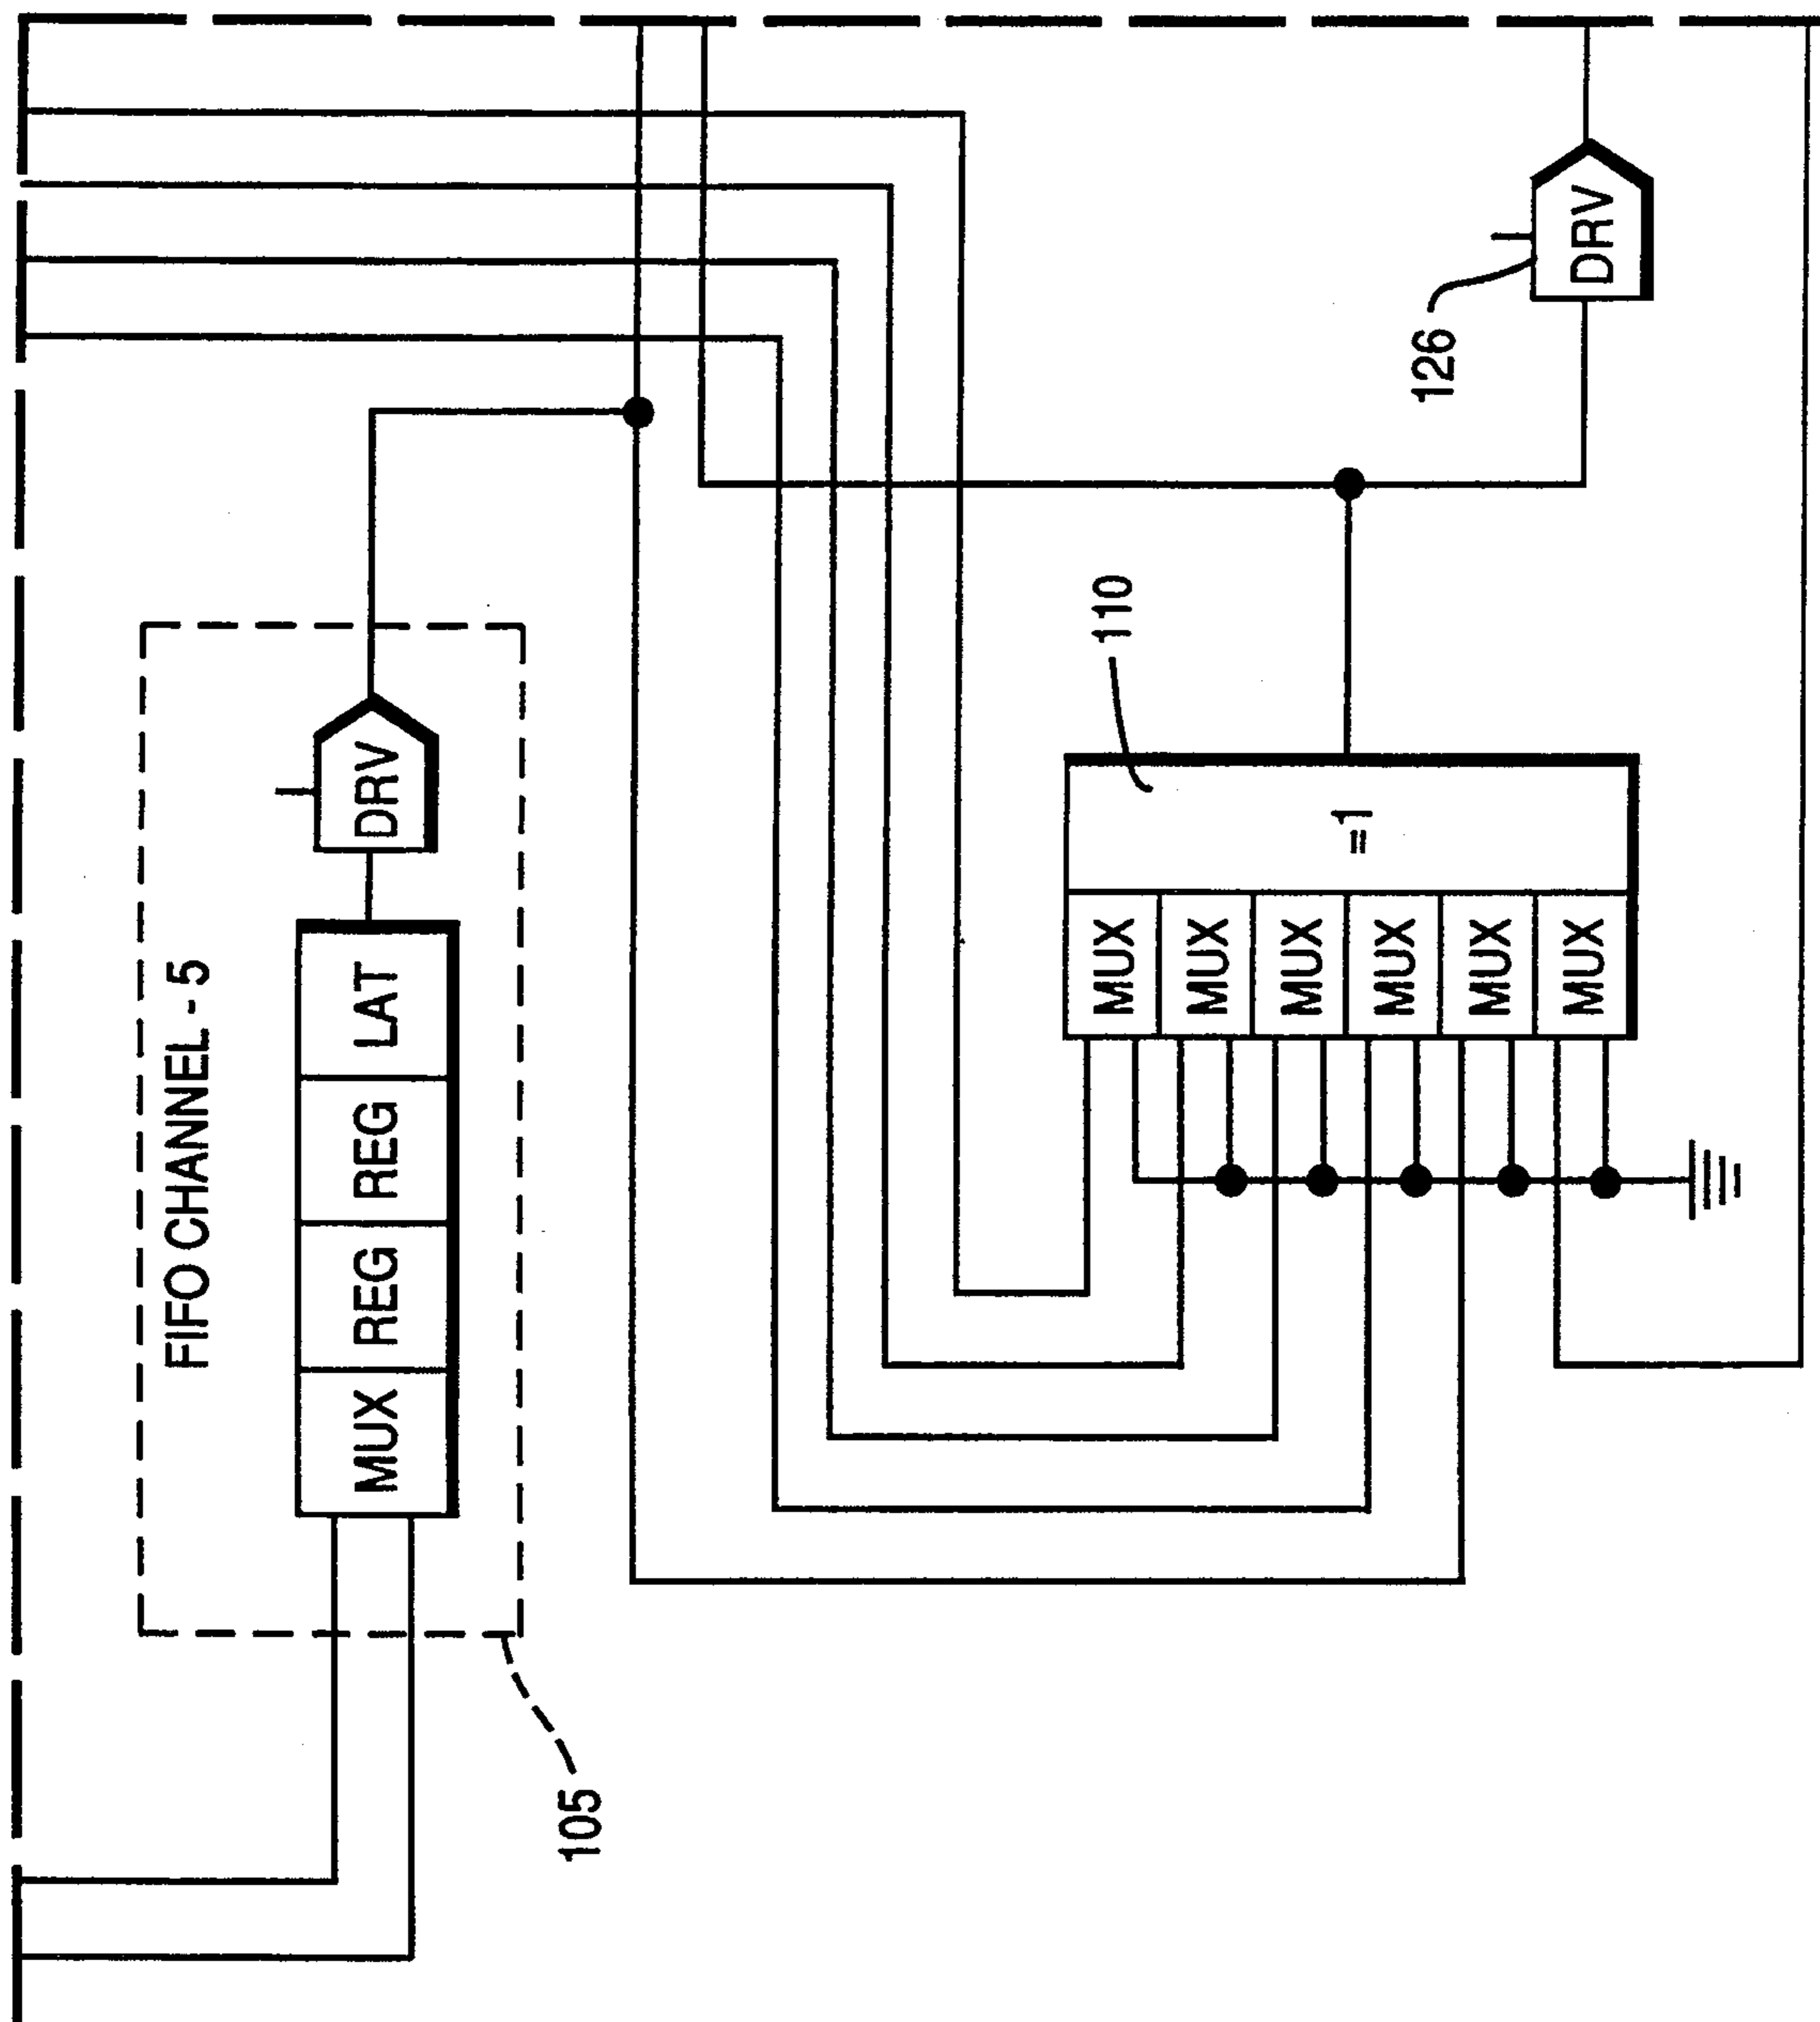 FIFO CHANNEL - 5
MUX REG REG LAT DRV
105
MUX
MUX
MUX
MUX
MUX
MUX
=1
110
126
DRV